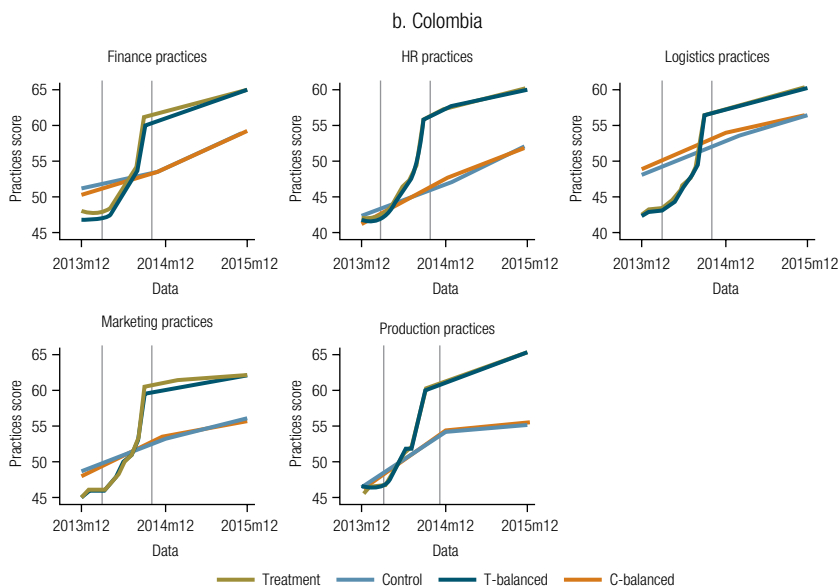 b. Colombia
Finance practices
Practices score
65
60
55
50
45
2013m12 2014m12 2015m12
Data
HR practices
Practices score
60
55
50
45
40
2013m12 2014m12 2015m12
Data
Logistics practices
Practices score
60
55
50
45
40
2013m12 2014m12 2015m12
Data
Marketing practices
Practices score
65
60
55
50
45
2013m12 2014m12 2015m12
Data
Production practices
Practices score
65
60
55
50
45
2013m12 2014m12 2015m12
Data
Treatment Control T-balanced C-balanced